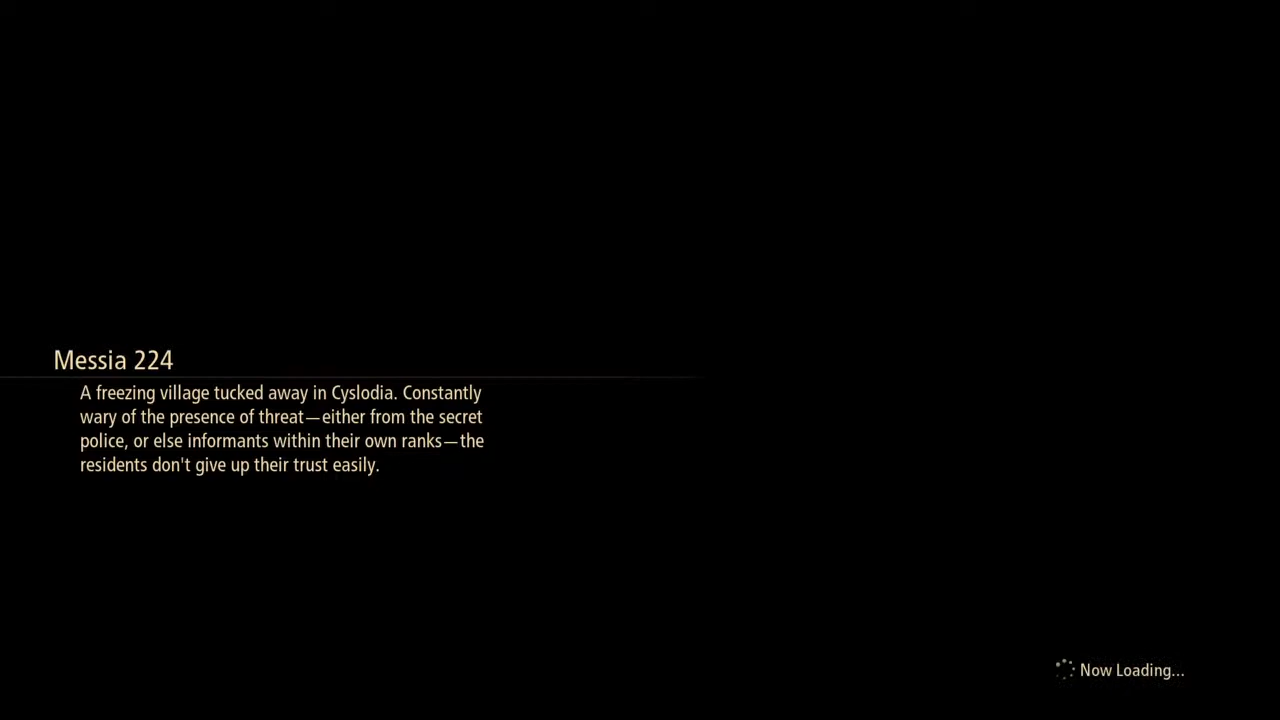 Messia 224
A freezing village tucked away in Cyslodia. Constantly
wary of the presence of threat—either from the secret
police, or else informants within their own ranks—the
residents don't give up their trust easily.
Now Loading...